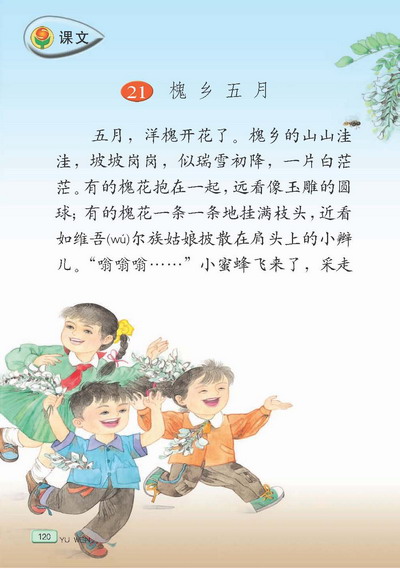 课文
21 槐乡五月
五月，洋槐开花了。槐乡的山山洼
洼，坡坡岗岗，似瑞雪初降，一片白茫
茫。有的槐花抱在一起，远看像玉雕的圆
球；有的槐花一条一条地挂满枝头，近看
如维吾(wú)尔族姑娘披散在肩头上的小辫
儿。“嗡嗡嗡……”小蜜蜂飞来了，采走
120 YU WEN